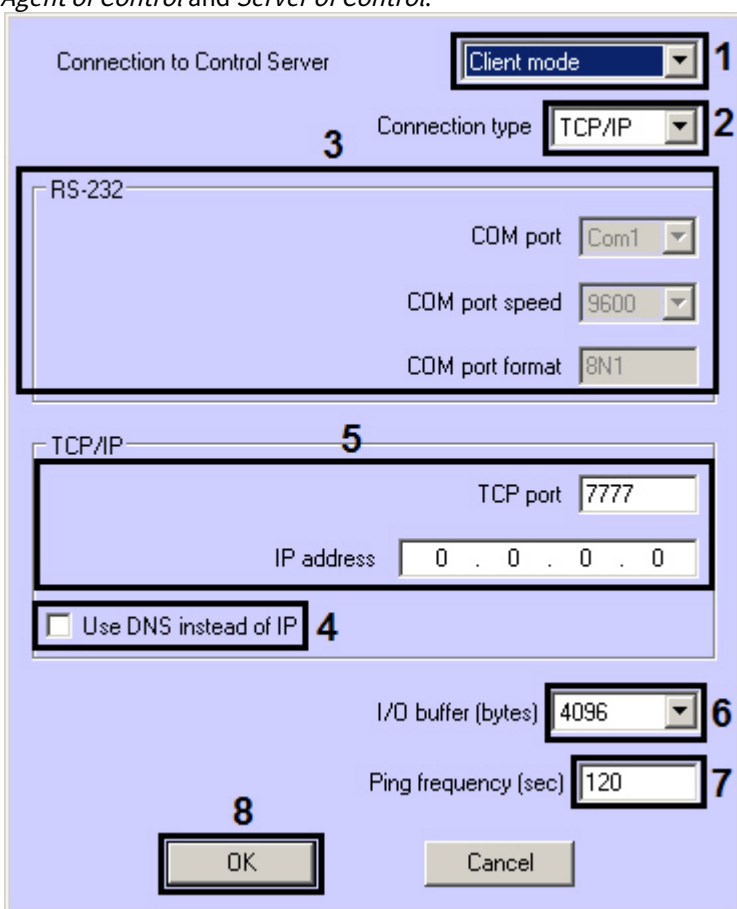 Agent of Control and Server of Control.
Connection to Control Server Client mode 1
Connection type TCP/IP 2
3
RS-232
COM port Com1
COM port speed 9600
COM port format 8N1
5
TCP/IP
TCP port 7777
IP address 0 . 0 . 0 . 0
Use DNS instead of IP 4
I/O buffer (bytes) 4096 6
Ping frequency (sec) 120 7
8
OK Cancel